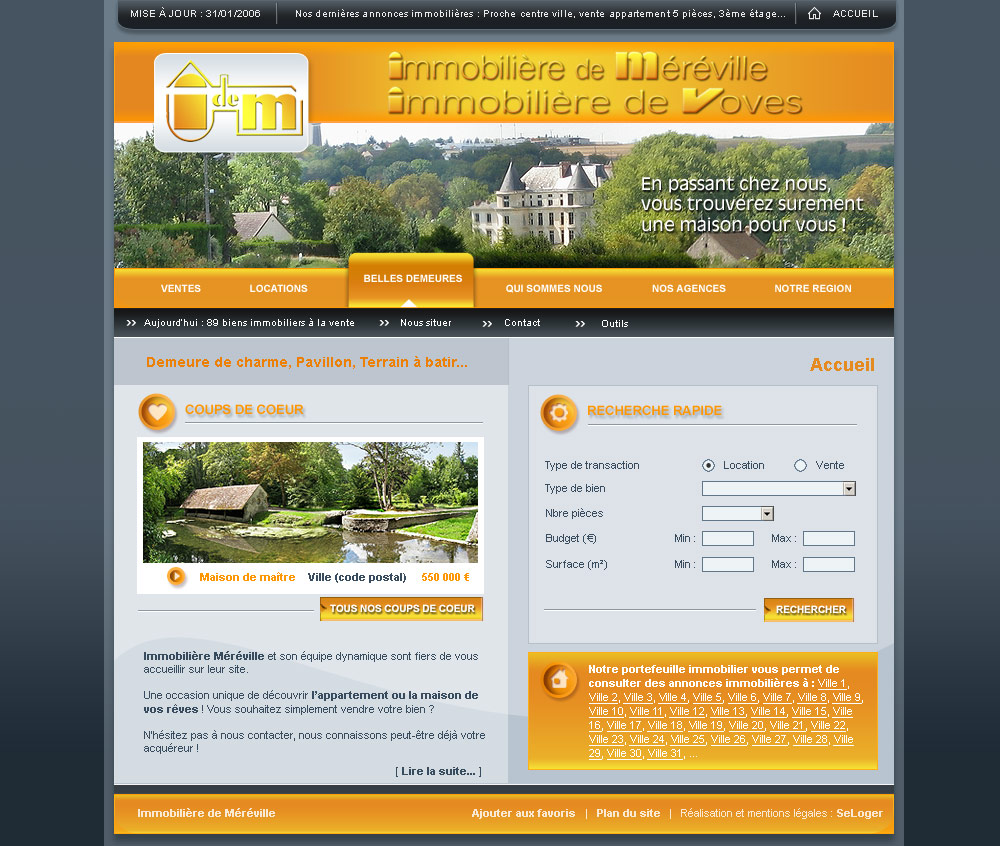 MISE À JOUR : 31/01/2006
Nos dernières annonces immobilières : Proche centre ville, vente appartement 5 pièces, 3ème étage...
ACCUEIL
i de m
immobilière de Méréville
immobilière de Voves
En passant chez nous,
vous trouvérez surement
une maison pour vous !
VENTES
LOCATIONS
BELLES DEMEURES
QUI SOMMES NOUS
NOS AGENCES
NOTRE REGION
Aujourd'hui : 89 biens immobiliers à la vente
Nous situer
Contact
Outils
Demeure de charme, Pavillon, Terrain à batir...
Accueil
COUPS DE COEUR
Maison de maître Ville (code postal) 550 000 €
TOUS NOS COUPS DE COEUR
Immobilière Méréville et son équipe dynamique sont fiers de vous
accueillir sur leur site.
Une occasion unique de découvrir l'appartement ou la maison de
vos réves ! Vous souhaitez simplement vendre votre bien ?
N'hésitez pas à nous contacter, nous connaissons peut-être déjà votre
acquéreur !
[ Lire la suite... ]
RECHERCHE RAPIDE
Type de transaction Location Vente
Type de bien
Nbre pièces
Budget (€) Min : Max :
Surface (m²) Min : Max :
RECHERCHER
Notre portefeuille immobilier vous permet de
consulter des annonces immobilières à : Ville 1,
Ville 2, Ville 3, Ville 4, Ville 5, Ville 6, Ville 7, Ville 8, Ville 9,
Ville 10, Ville 11, Ville 12, Ville 13, Ville 14, Ville 15, Ville
16, Ville 17, Ville 18, Ville 19, Ville 20, Ville 21, Ville 22,
Ville 23, Ville 24, Ville 25, Ville 26, Ville 27, Ville 28, Ville
29, Ville 30, Ville 31, ...
Immobilière de Méréville
Ajouter aux favoris | Plan du site | Réalisation et mentions légales : SeLoger